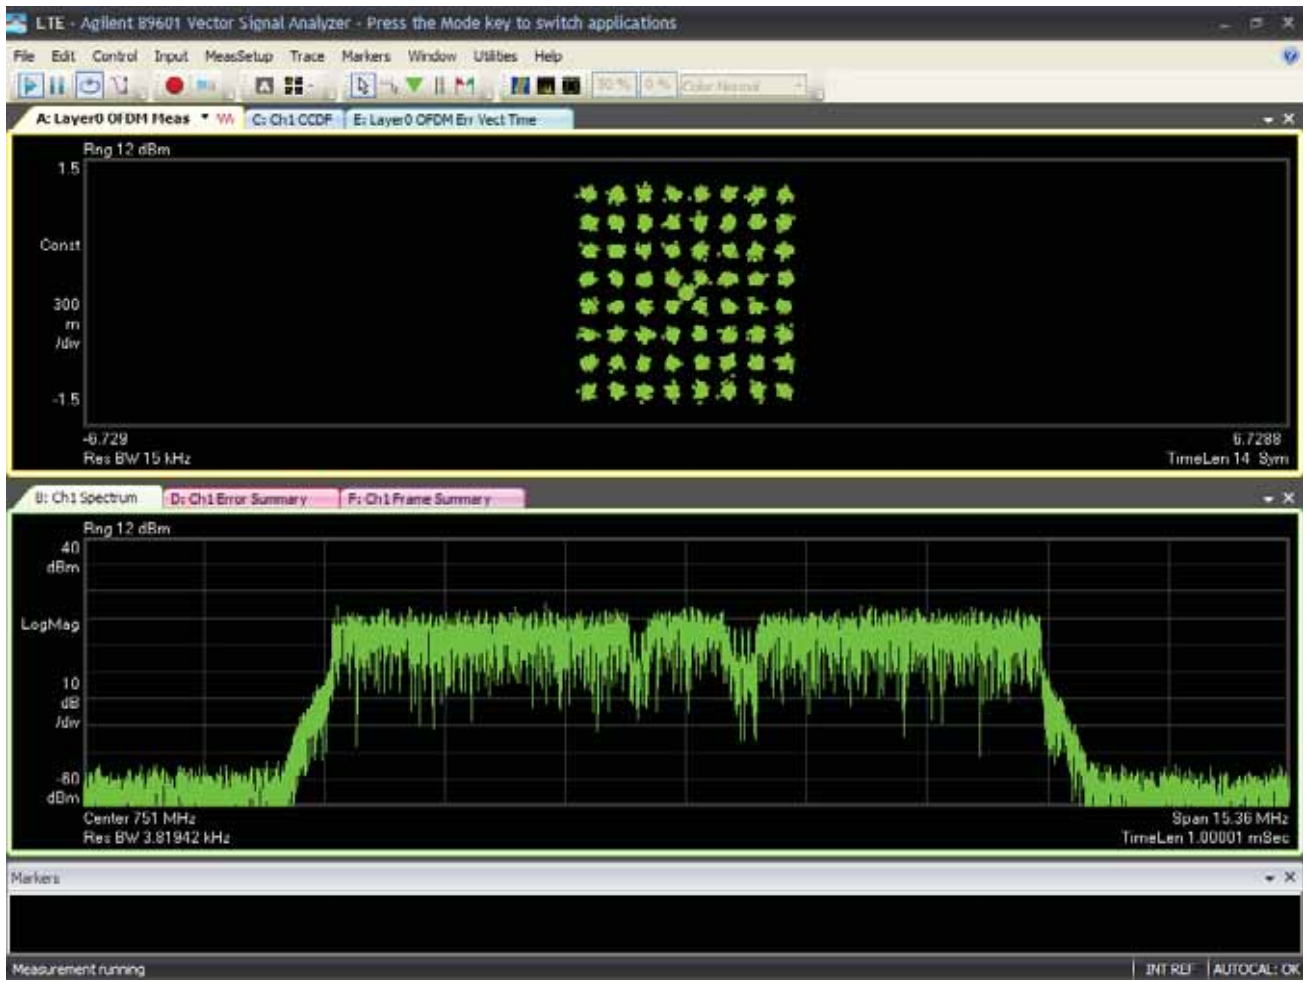 LTE - Agilent 89601 Vector Signal Analyzer - Press the Mode key to switch applications
File Edit Control Input MeasSetup Trace Markers Window Utilities Help
50 % 0 % Color Normal
A: Layer0 OFDM Meas * C: Ch1 CCDF E: Layer0 OFDM Err Vect Time
Rng 12 dBm
1.5
Const
300
m
/div
-1.5
-6.729 6.7288
Res BW 15 kHz TimeLen 14 Sym
B: Ch1 Spectrum D: Ch1 Error Summary F: Ch1 Frame Summary
Rng 12 dBm
40
dBm
LogMag
10
dB
/div
-60
dBm
Center 751 MHz Span 15.36 MHz
Res BW 3.81942 kHz TimeLen 1.00001 mSec
Markers
Measurement running INT REF AUTOCAL: OK